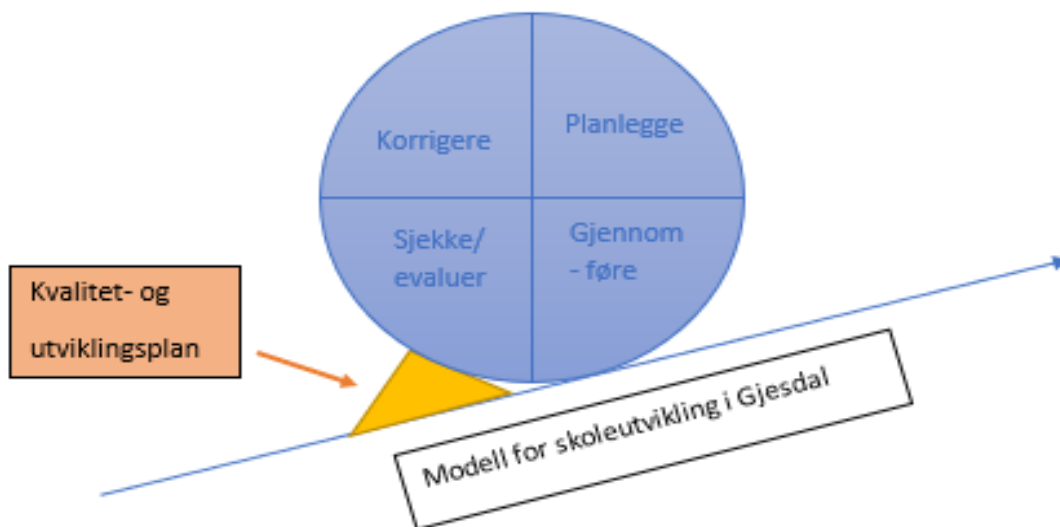 Korrigere
Planlegge
Sjekke/
evaluer
Gjennom
- føre
Kvalitet- og
utviklingsplan
Modell for skoleutvikling i Gjesdal